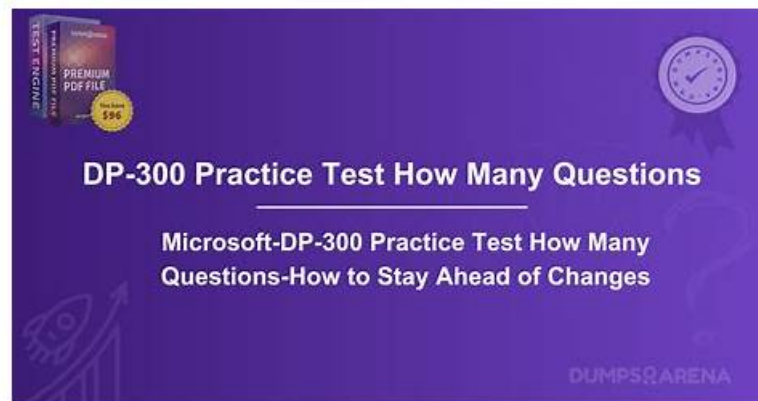 TEST ENGINE
PREMIUM PDF FILE
PREMIUM
PDF FILE
You Save
$96
DP-300 Practice Test How Many Questions
Microsoft-DP-300 Practice Test How Many
Questions-How to Stay Ahead of Changes
DUMPSARENA